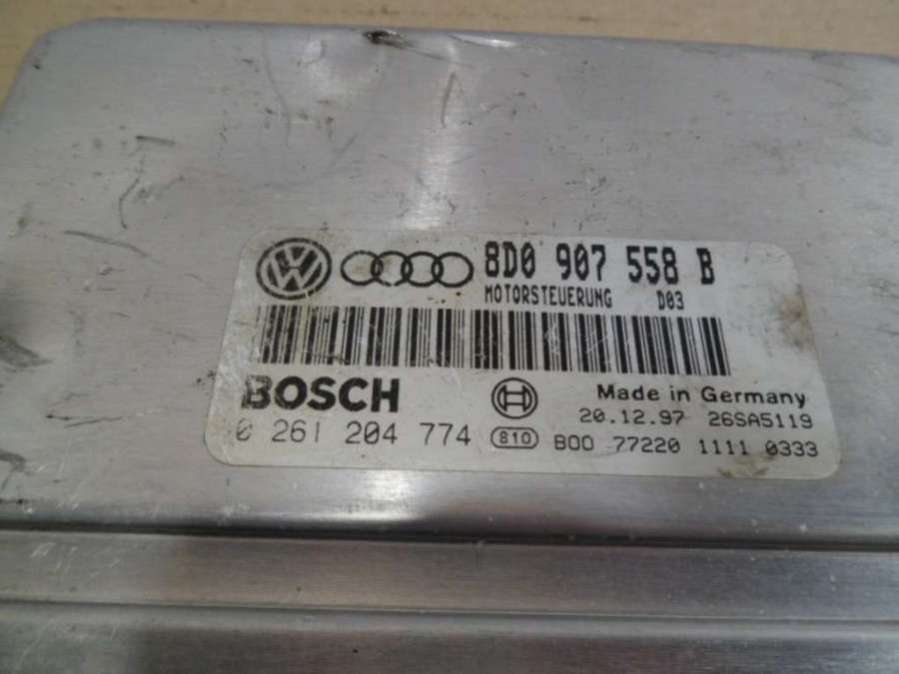 VW 8D0 907 558 B
MOTORSTEUERUNG D03
BOSCH Made in Germany
20.12.97 26SA5119
0 261 204 774 810 B00 77220 1111 0333